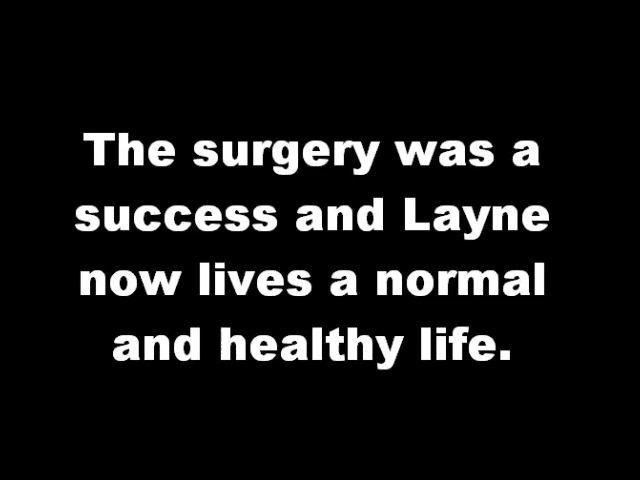 The surgery was a
success and Layne
now lives a normal
and healthy life.